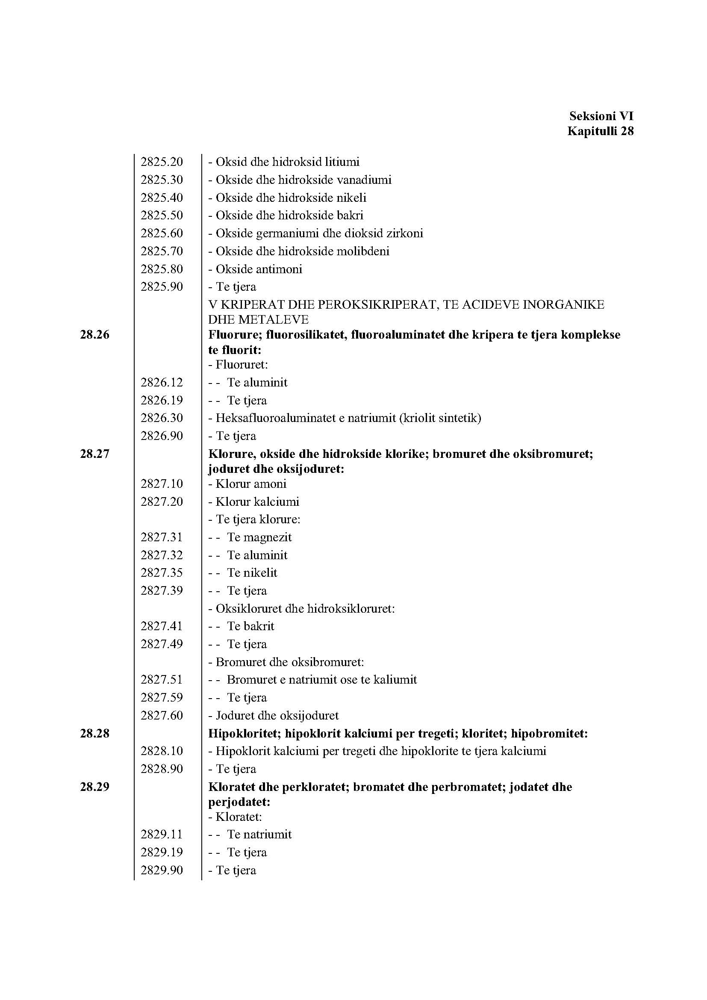 Seksioni VI
Kapitulli 28
2825.20 - Oksid dhe hidroksid litiumi
2825.30 - Okside dhe hidrokside vanadiumi
2825.40 - Okside dhe hidrokside nikeli
2825.50 - Okside dhe hidrokside bakri
2825.60 - Okside germaniumi dhe dioksid zirkoni
2825.70 - Okside dhe hidrokside molibdeni
2825.80 - Okside antimoni
2825.90 - Te tjera
V KRIPERAT DHE PEROKSIKRIPERAT, TE ACIDEVE INORGANIKE
DHE METALEVE
28.26 Fluorure; fluorosilikatet, fluoroaluminatet dhe kripera te tjera komplekse
te fluorit:
- Fluoruret:
2826.12 - - Te aluminit
2826.19 - - Te tjera
2826.30 - Heksafluoroaluminatet e natriumit (kriolit sintetik)
2826.90 - Te tjera
28.27 Klorure, okside dhe hidrokside klorike; bromuret dhe oksibromuret;
joduret dhe oksijoduret:
2827.10 - Klorur amoni
2827.20 - Klorur kalciumi
- Te tjera klorure:
2827.31 - - Te magnezit
2827.32 - - Te aluminit
2827.35 - - Te nikelit
2827.39 - - Te tjera
- Oksikloruret dhe hidroksikloruret:
2827.41 - - Te bakrit
2827.49 - - Te tjera
- Bromuret dhe oksibromuret:
2827.51 - - Bromuret e natriumit ose te kaliumit
2827.59 - - Te tjera
2827.60 - Joduret dhe oksijoduret
28.28 Hipokloritet; hipoklorit kalciumi per tregeti; kloritet; hipobromitet:
2828.10 - Hipoklorit kalciumi per tregeti dhe hipoklorite te tjera kalciumi
2828.90 - Te tjera
28.29 Kloratet dhe perkloratet; bromatet dhe perbromatet; jodatet dhe
perjodatet:
- Kloratet:
2829.11 - - Te natriumit
2829.19 - - Te tjera
2829.90 - Te tjera